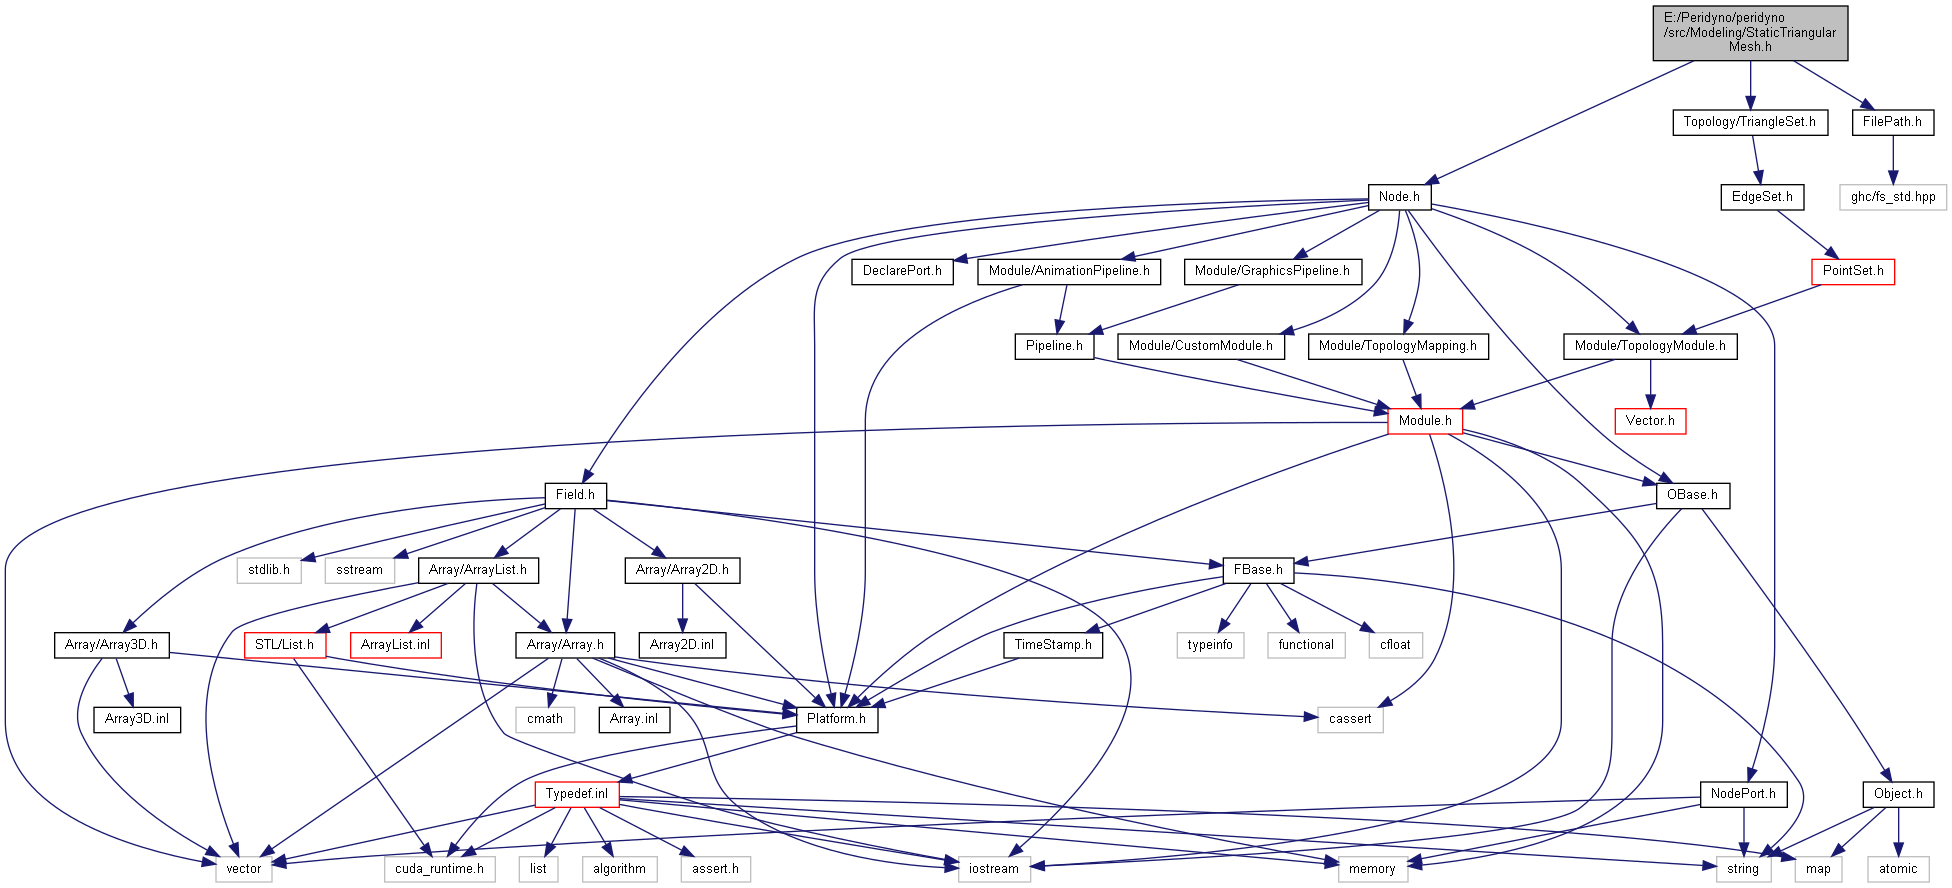 E:/Peridyno/peridyno
/src/Modeling/StaticTriangular
Mesh.h
Topology/TriangleSet.h
FilePath.h
Node.h
EdgeSet.h
ghc/fs_std.hpp
DeclarePort.h
Module/AnimationPipeline.h
Module/GraphicsPipeline.h
PointSet.h
Pipeline.h
Module/CustomModule.h
Module/TopologyMapping.h
Module/TopologyModule.h
Module.h
Vector.h
Field.h
OBase.h
stdlib.h
sstream
Array/ArrayList.h
Array/Array2D.h
FBase.h
Array/Array3D.h
STL/List.h
ArrayList.inl
Array/Array.h
Array2D.inl
TimeStamp.h
typeinfo
functional
cfloat
Array3D.inl
cmath
Array.inl
Platform.h
cassert
Typedef.inl
NodePort.h
Object.h
vector
cuda_runtime.h
list
algorithm
assert.h
iostream
memory
string
map
atomic